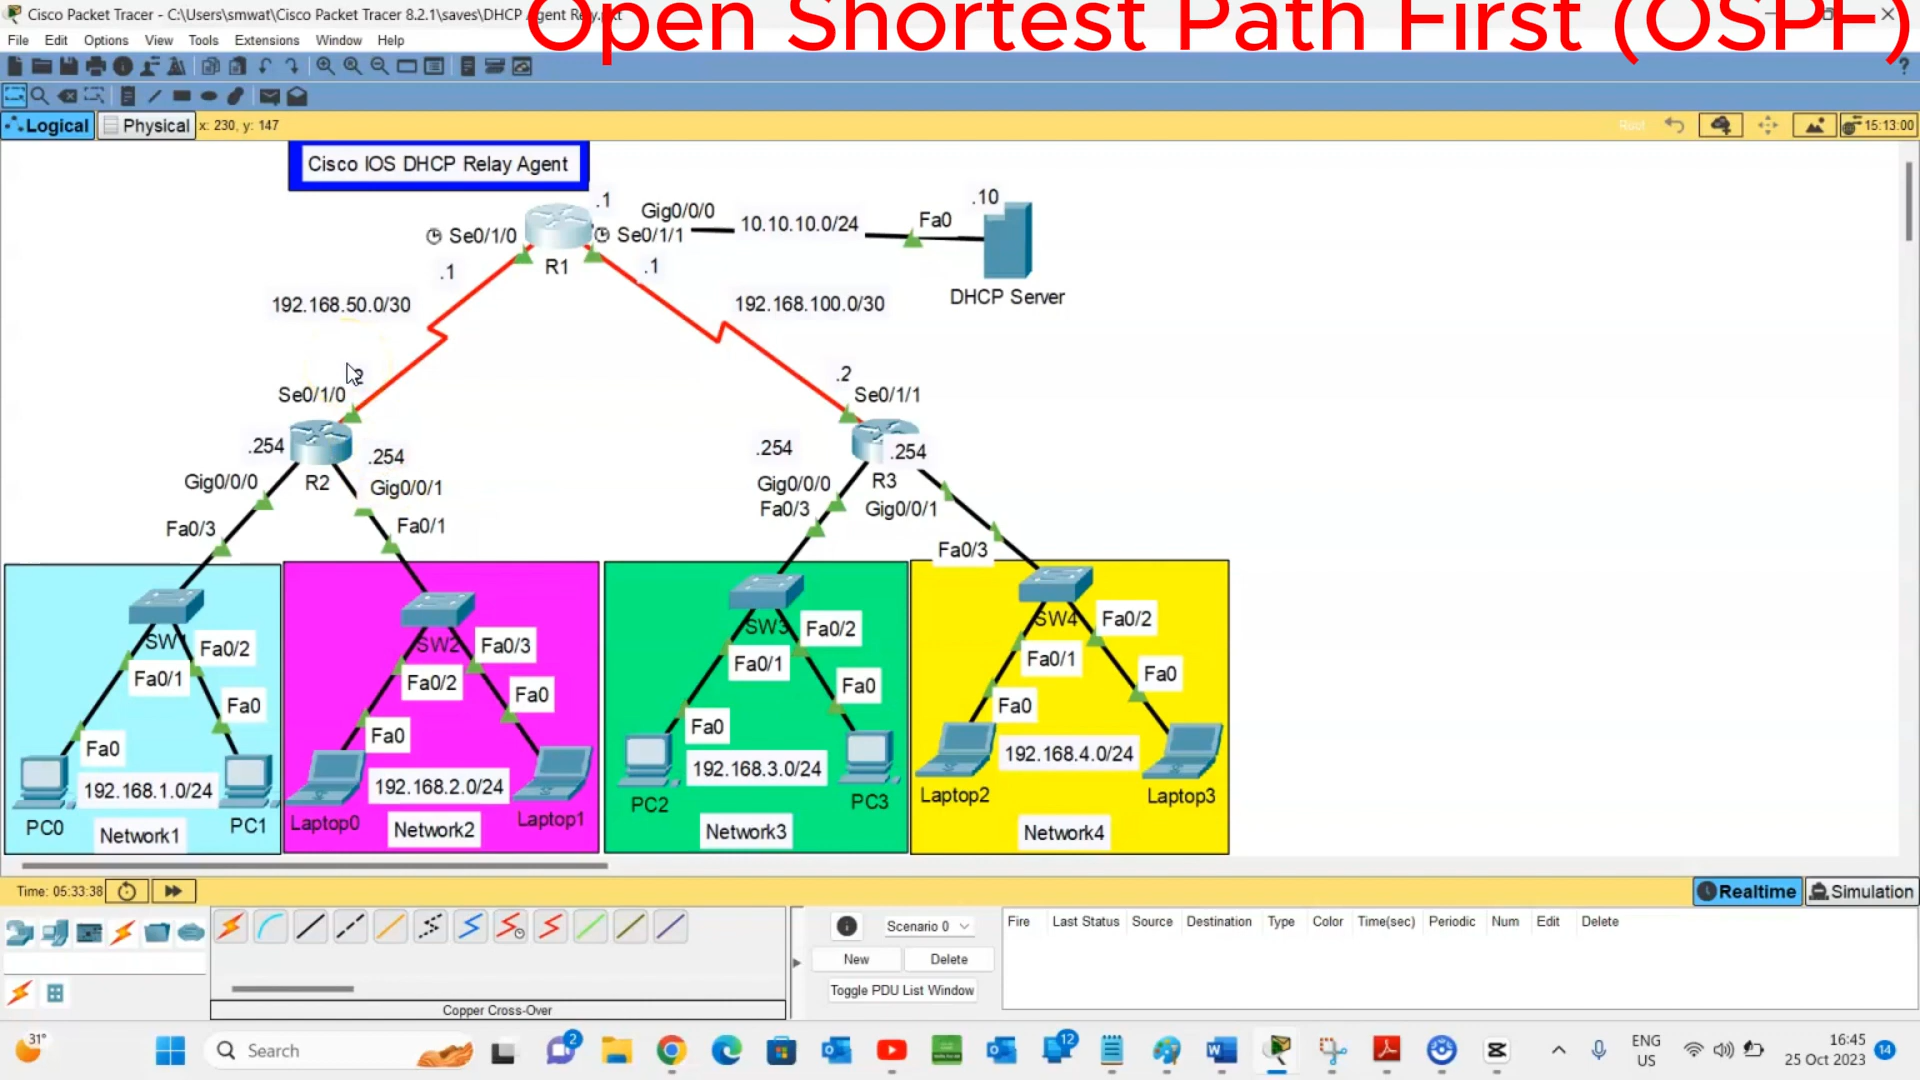 Cisco Packet Tracer - C:\Users\smwat\Cisco Packet Tracer 8.2.1\saves\DHCP Agent
Open Shortest Path First (OSPF)
File Edit Options View Tools Extensions Window Help
?
Logical Physical x: 230, y: 147
Root 15:13:00
Cisco IOS DHCP Relay Agent
.1
Gig0/0/0
10.10.10.0/24
Fa0
.10
Se0/1/0
Se0/1/1
R1
.1
.1
DHCP Server
192.168.50.0/30
192.168.100.0/30
.2
Se0/1/0
.2
Se0/1/1
.254
.254
Gig0/0/0
R2
Gig0/0/1
.254
.254
Gig0/0/0
R3
Fa0/3
Gig0/0/1
Fa0/3
Fa0/1
Fa0/3
SW1
Fa0/2
Fa0/1
Fa0
Fa0
192.168.1.0/24
PC0
PC1
Network1
SW2
Fa0/3
Fa0/2
Fa0
Fa0
192.168.2.0/24
Laptop0
Laptop1
Network2
SW3
Fa0/2
Fa0/1
Fa0
Fa0
192.168.3.0/24
PC2
PC3
Network3
SW4
Fa0/2
Fa0/1
Fa0
Fa0
192.168.4.0/24
Laptop2
Laptop3
Network4
Time: 05:33:38
Realtime Simulation
Scenario 0
New Delete
Toggle PDU List Window
Fire Last Status Source Destination Type Color Time(sec) Periodic Num Edit Delete
Copper Cross-Over
31°
Search
2
12
ENG
US
16:45
25 Oct 2023
14